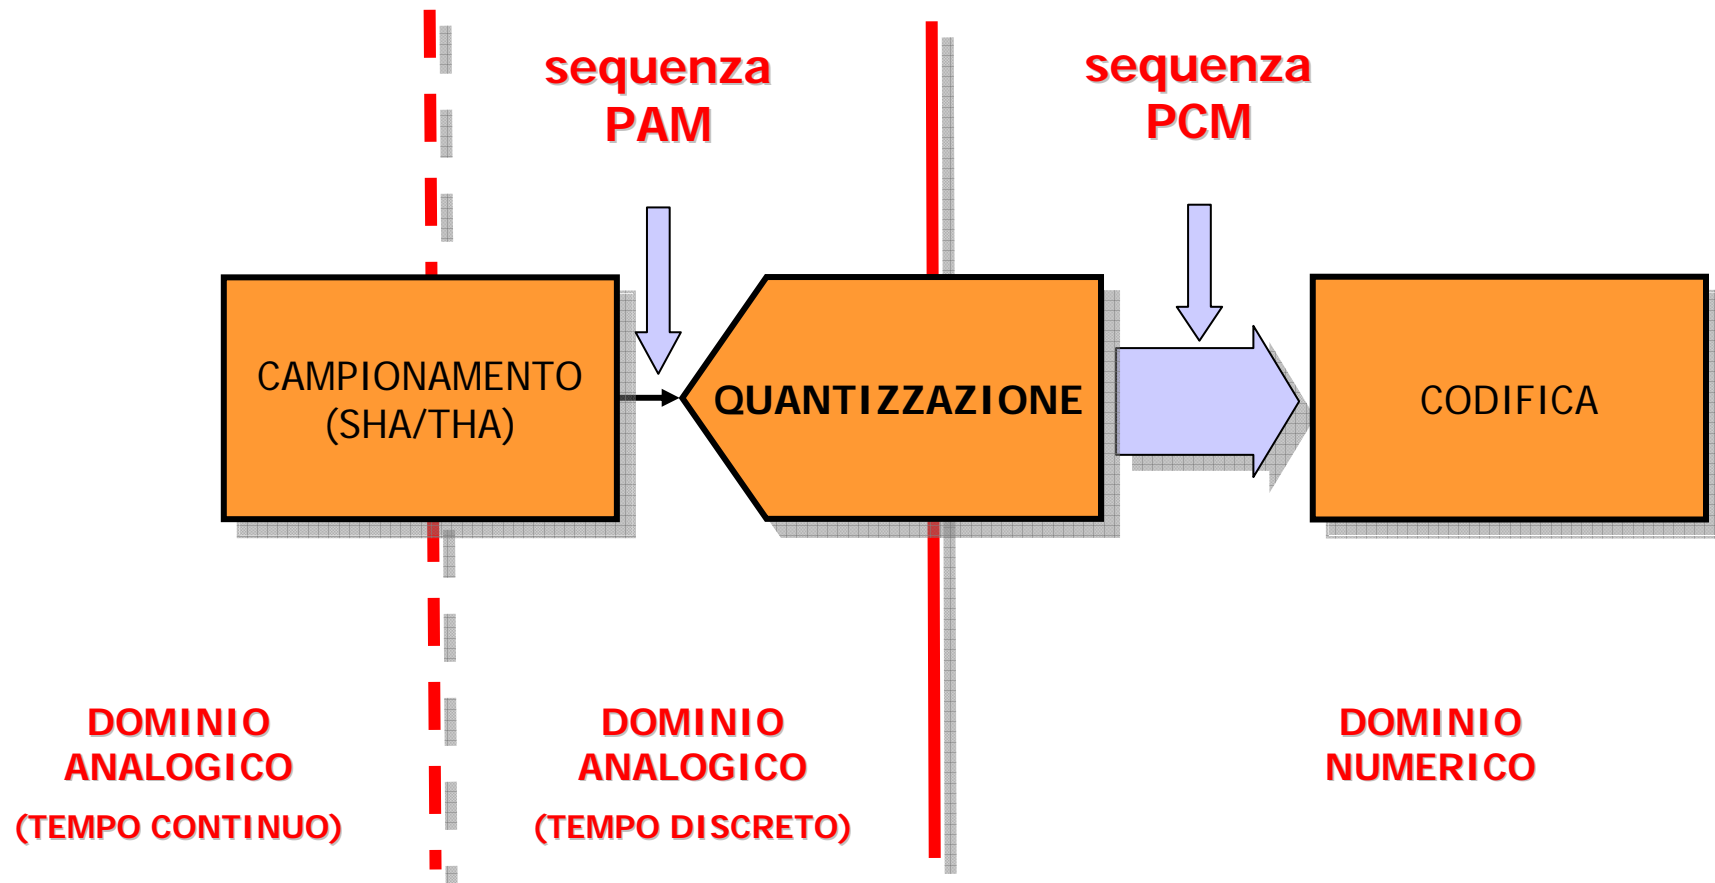 sequenza
PAM
sequenza
PCM
CAMPIONAMENTO
(SHA/THA)
QUANTIZZAZIONE
CODIFICA
DOMINIO
ANALOGICO
(TEMPO CONTINUO)
DOMINIO
ANALOGICO
(TEMPO DISCRETO)
DOMINIO
NUMERICO